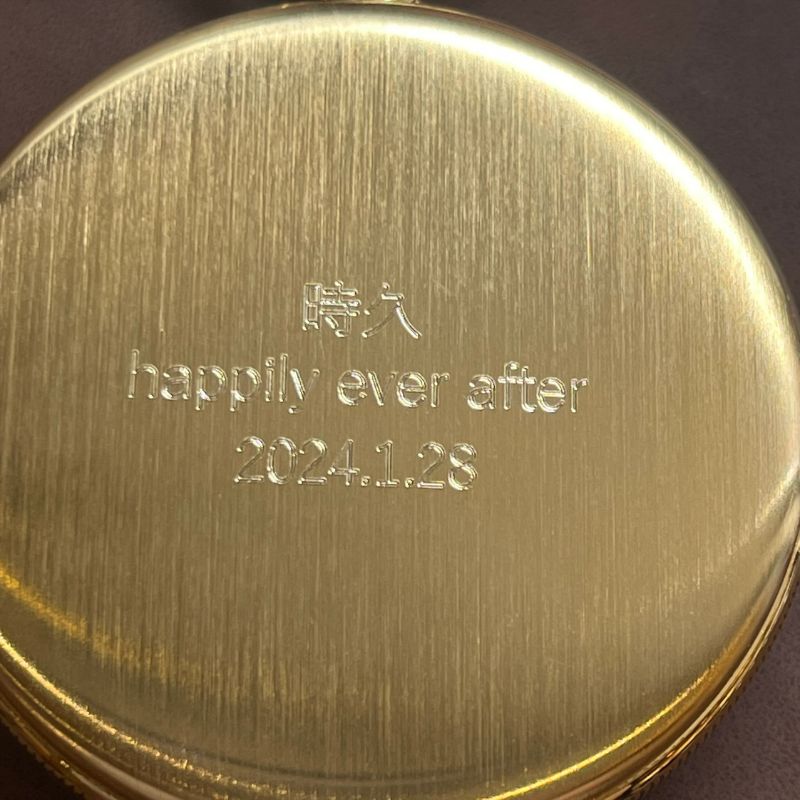 時久
happily ever after
2024.1.28